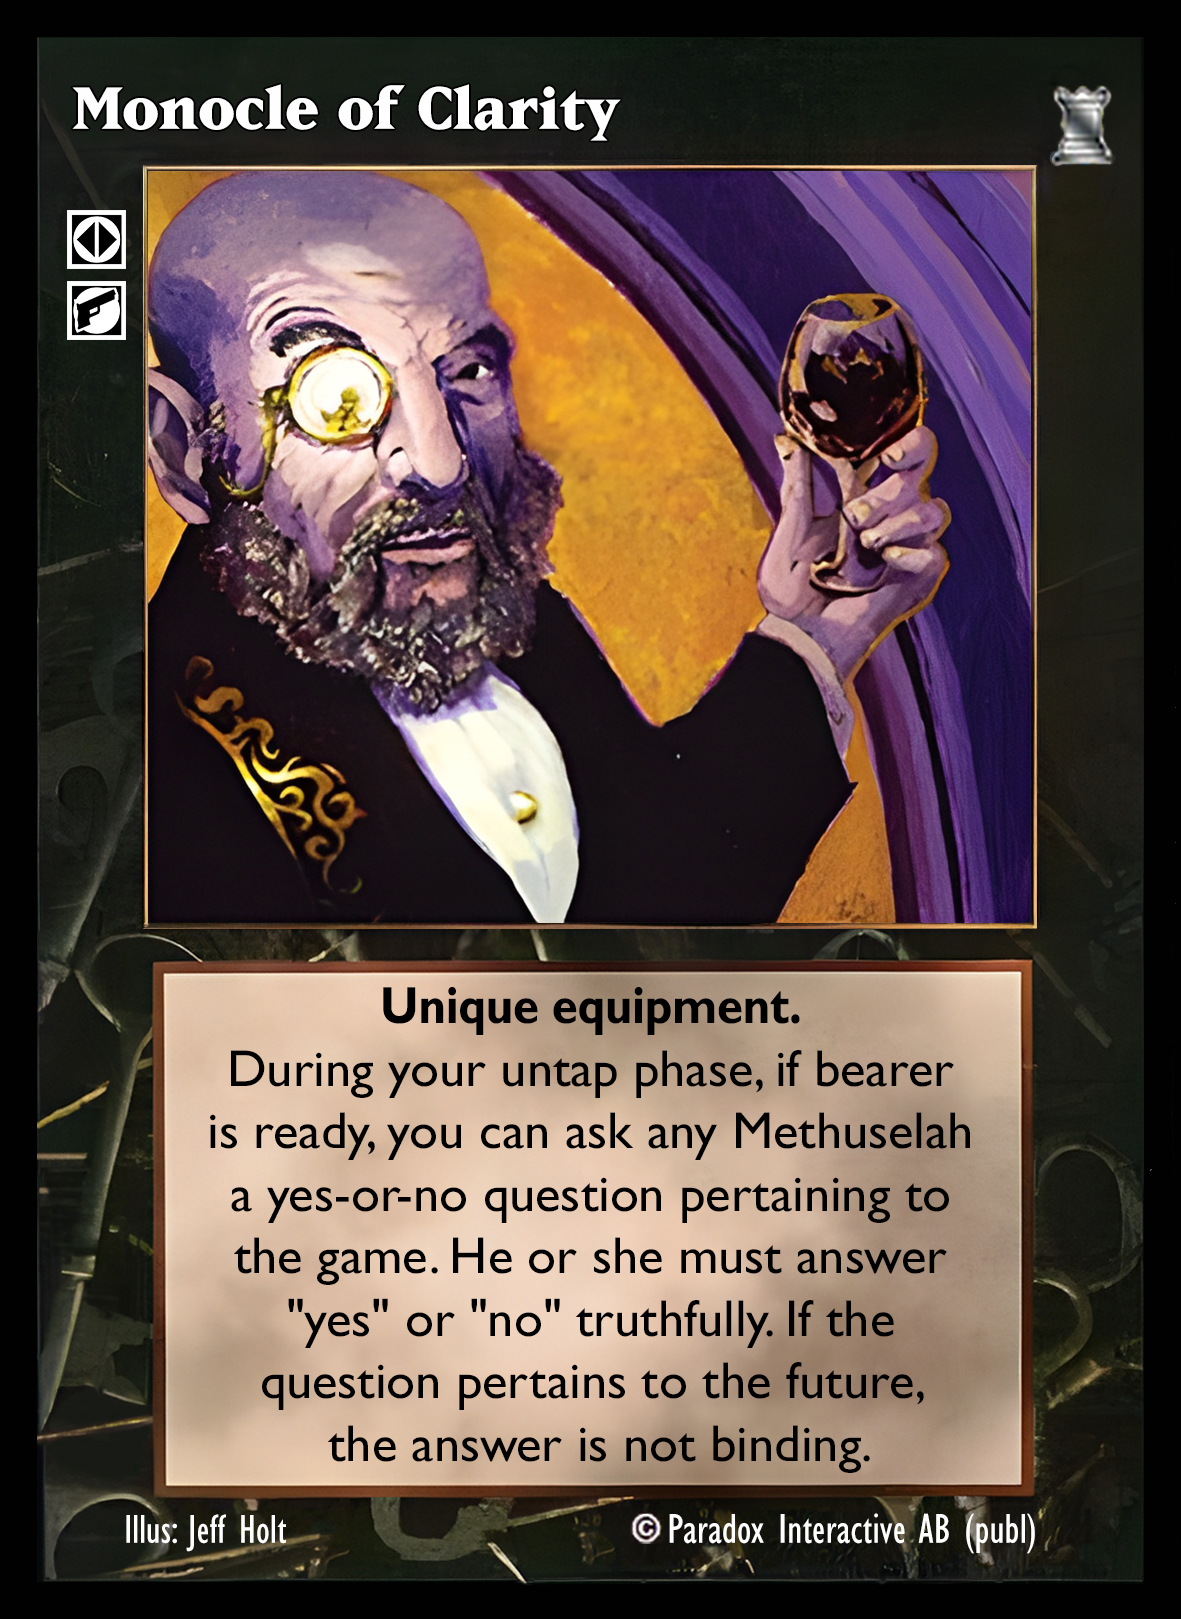 Monocle of Clarity
Unique equipment.
During your untap phase, if bearer
is ready, you can ask any Methuselah
a yes-or-no question pertaining to
the game. He or she must answer
"yes" or "no" truthfully. If the
question pertains to the future,
the answer is not binding.
Illus: Jeff Holt
© Paradox Interactive AB (publ)